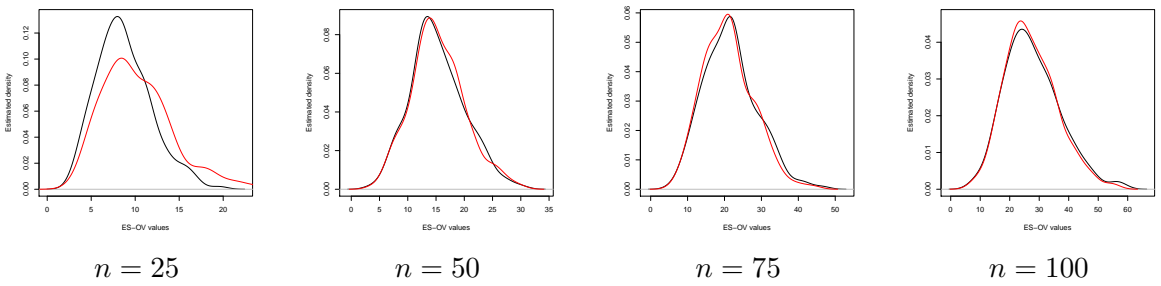 0.00 0.02 0.04 0.06 0.08 0.10 0.12
Estimated density
0 5 10 15 20
ES−OV values
n = 25
0.00 0.02 0.04 0.06 0.08
Estimated density
0 5 10 15 20 25 30 35
ES−OV values
n = 50
0.00 0.01 0.02 0.03 0.04 0.05 0.06
Estimated density
0 10 20 30 40 50
ES−OV values
n = 75
0.00 0.01 0.02 0.03 0.04
Estimated density
0 10 20 30 40 50 60
ES−OV values
n = 100